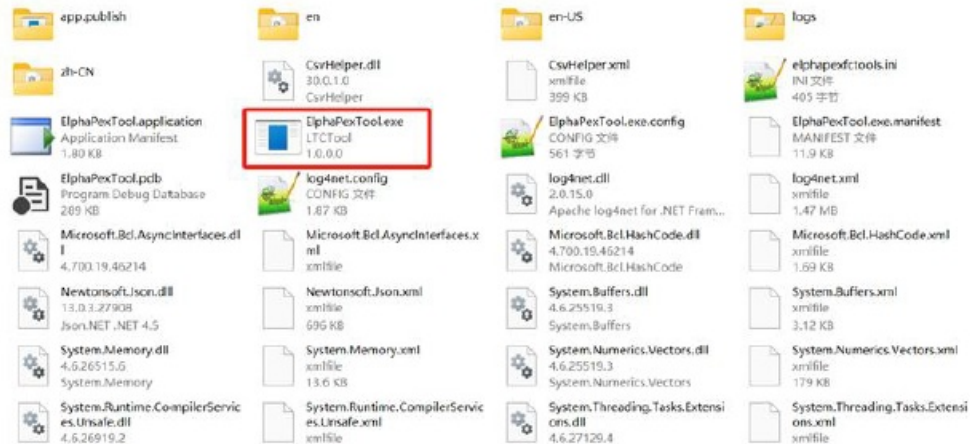 app.publish
en
en-US
logs
zh-CN
CsvHelper.dll
30.0.1.0
CsvHelper
CsvHelper.xml
xmlfile
399 KB
elphapexfctools.ini
INI 文件
405 字节
ElphaPexTool.application
Application Manifest
1.80 KB
ElphaPexTool.exe
LTCTool
1.0.0.0
ElphaPexTool.exe.config
CONFIG 文件
561 字节
ElphaPexTool.exe.manifest
MANIFEST 文件
11.9 KB
ElphaPexTool.pdb
Program Debug Database
289 KB
log4net.config
CONFIG 文件
1.87 KB
log4net.dll
2.0.15.0
Apache log4net for .NET Fram...
log4net.xml
xmlfile
1.47 MB
Microsoft.Bcl.AsyncInterfaces.dl
l
4.700.19.46214
Microsoft.Bcl.AsyncInterfaces.x
ml
xmlfile
Microsoft.Bcl.HashCode.dll
4.700.19.46214
Microsoft.Bcl.HashCode
Microsoft.Bcl.HashCode.xml
xmlfile
1.69 KB
Newtonsoft.Json.dll
13.0.3.27908
Json.NET .NET 4.5
Newtonsoft.Json.xml
xmlfile
696 KB
System.Buffers.dll
4.6.25519.3
System.Buffers
System.Buffers.xml
xmlfile
3.12 KB
System.Memory.dll
4.6.26515.6
System.Memory
System.Memory.xml
xmlfile
13.6 KB
System.Numerics.Vectors.dll
4.6.25519.3
System.Numerics.Vectors
System.Numerics.Vectors.xml
xmlfile
179 KB
System.Runtime.CompilerServic
es.Unsafe.dll
4.6.26919.2
System.Runtime.CompilerServic
es.Unsafe.xml
xmlfile
System.Threading.Tasks.Extensi
ons.dll
4.6.27129.4
System.Threading.Tasks.Extensi
ons.xml
xmlfile